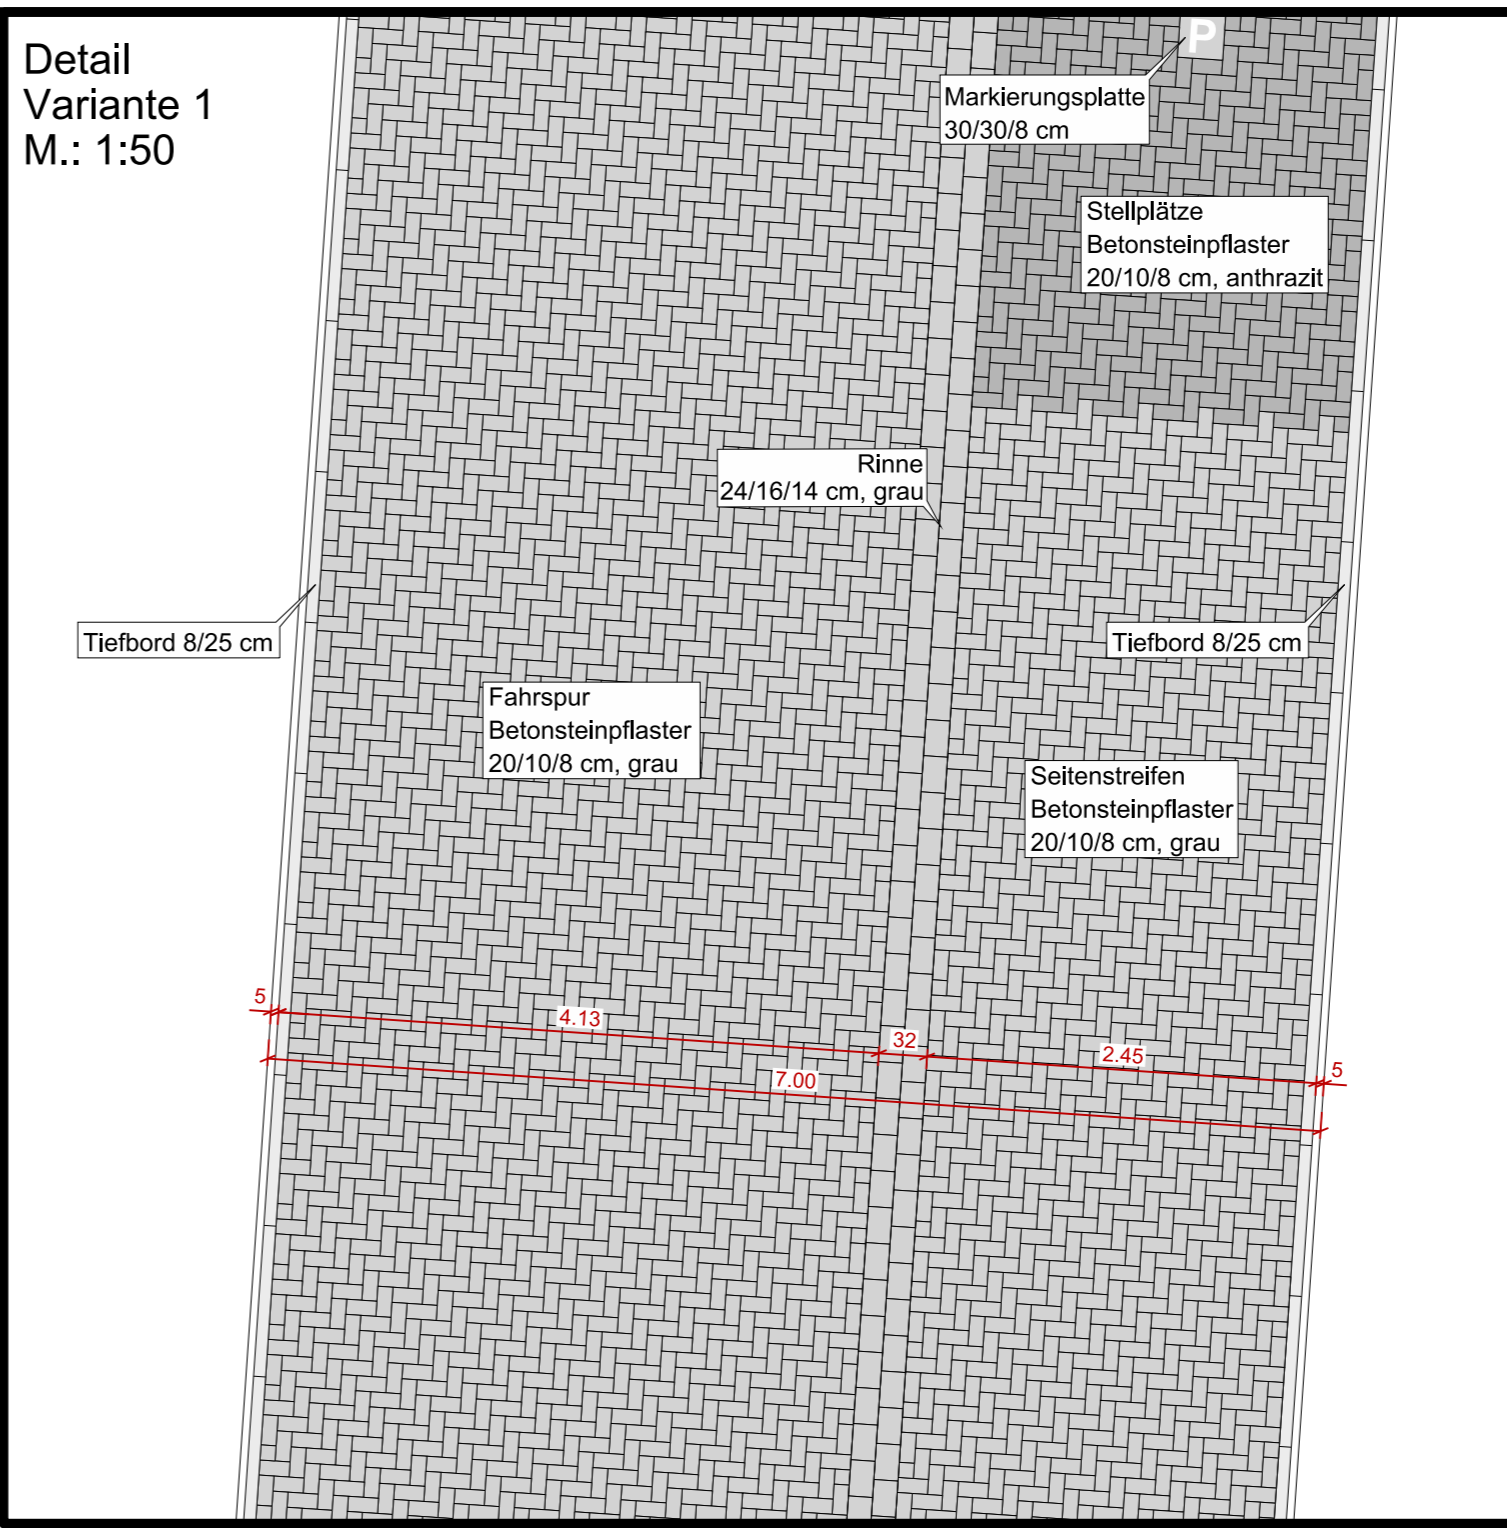 Detail
Variante 1
M.: 1:50
P
Markierungsplatte
30/30/8 cm
Stellplätze
Betonsteinpflaster
20/10/8 cm, anthrazit
Rinne
24/16/14 cm, grau
Tiefbord 8/25 cm
Tiefbord 8/25 cm
Fahrspur
Betonsteinpflaster
20/10/8 cm, grau
Seitenstreifen
Betonsteinpflaster
20/10/8 cm, grau
5
4.13
32
2.45
5
7.00